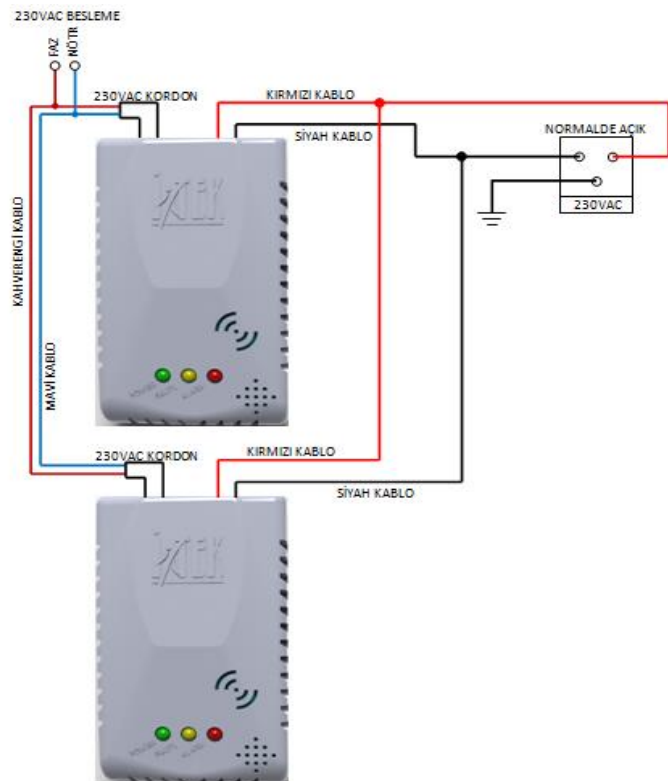 230VAC BESLEME
FAZ
NÖTR
230VAC KORDON
KIRMIZI KABLO
SİYAH KABLO
NORMALDE AÇIK
230VAC
KAHVERENGİ KABLO
MAVİ KABLO
230VAC KORDON
KIRMIZI KABLO
SİYAH KABLO